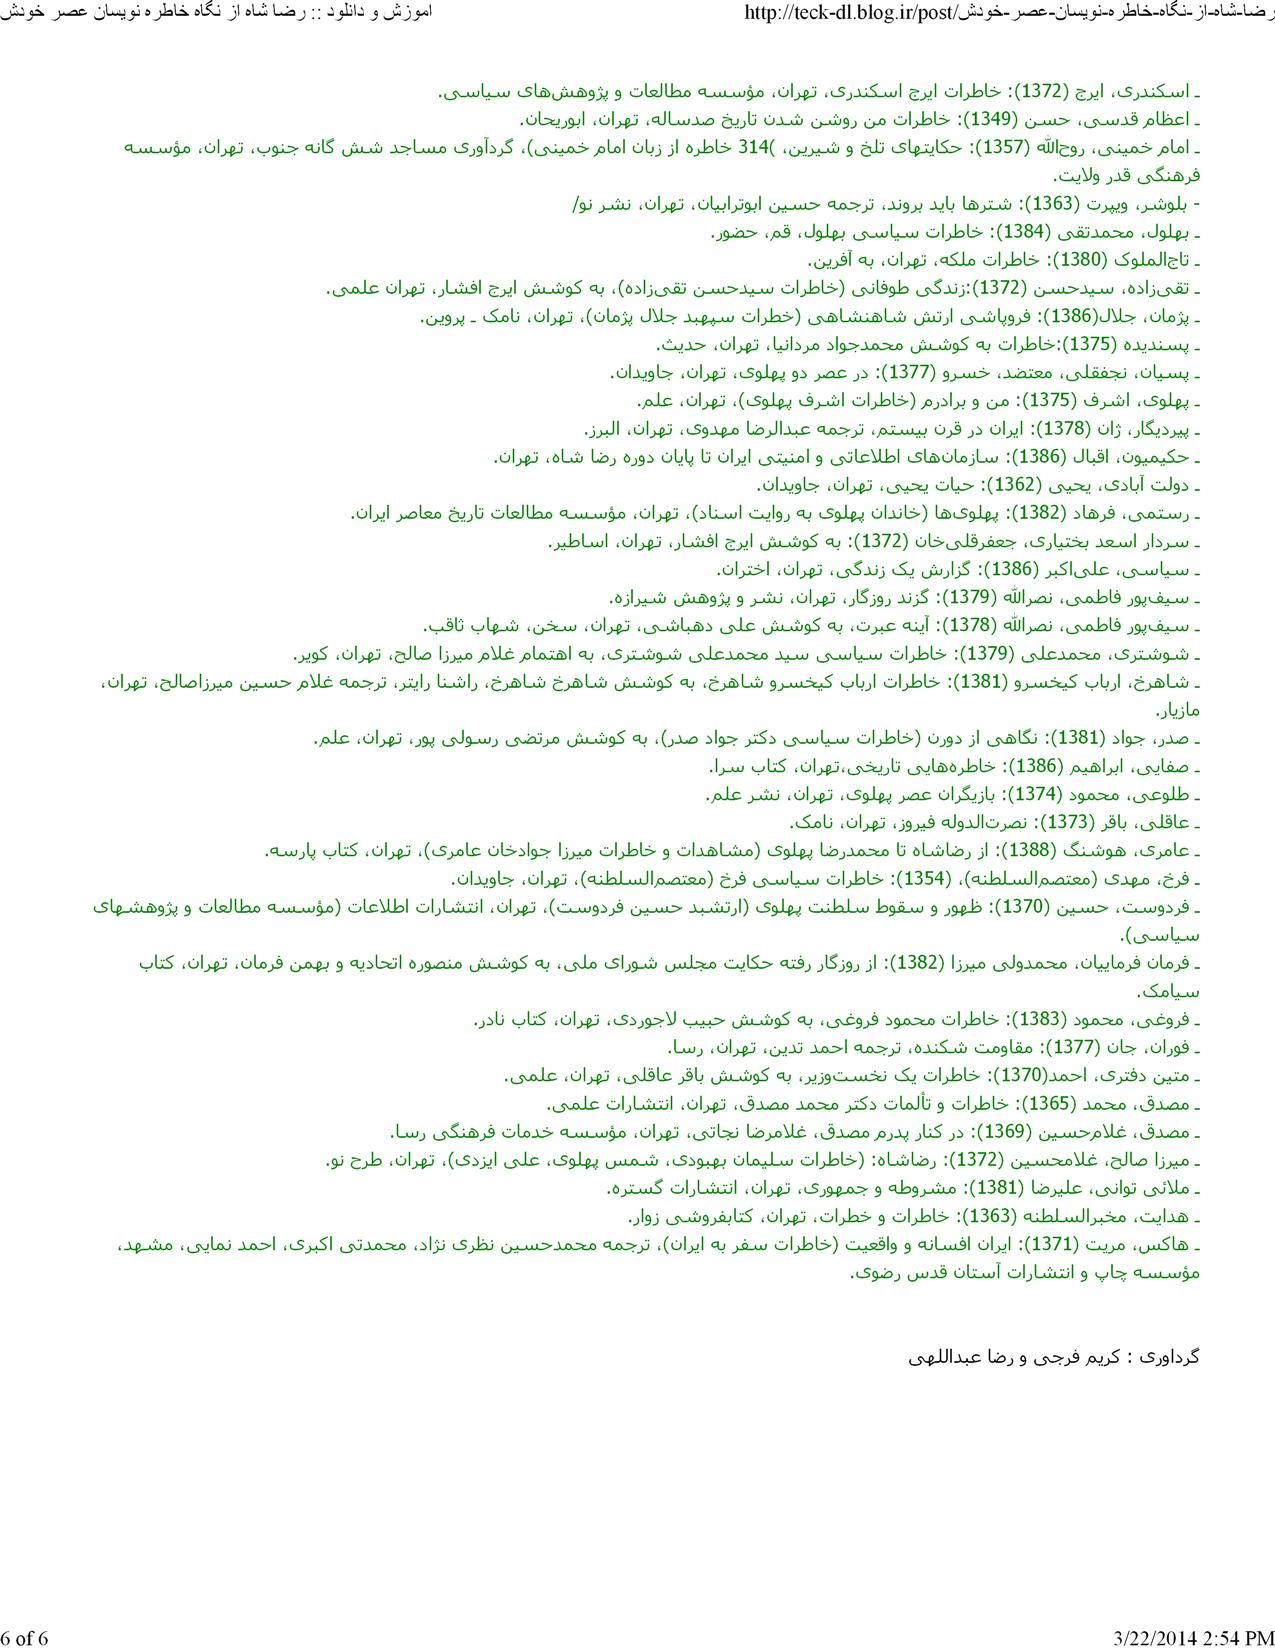 اموزش و دانلود :: رضا شاه از نگاه خاطره نویسان عصر خودش
http://teck-dl.blog.ir/post/رضا-شاه-از-نگاه-خاطره-نویسان-عصر-خودش
ـ اسکندری، ایرج (1372): خاطرات ایرج اسکندری، تهران، مؤسسه مطالعات و پژوهش‌های سیاسی.
ـ اعظام قدسی، حسن (1349): خاطرات من روشن شدن تاریخ صدساله، تهران، ابوریحان.
ـ امام خمینی، روح‌الله (1357): حکایتهای تلخ و شیرین، )314 خاطره از زبان امام خمینی)، گردآوری مساجد شش گانه جنوب، تهران، مؤسسه
فرهنگی قدر ولایت.
- بلوشر، ویپرت (1363): شترها باید بروند، ترجمه حسین ابوترابیان، تهران، نشر نو/
ـ بهلول، محمدتقی (1384): خاطرات سیاسی بهلول، قم، حضور.
ـ تاج‌الملوک (1380): خاطرات ملکه، تهران، به آفرین.
ـ تقی‌زاده، سیدحسن (1372):زندگی طوفانی (خاطرات سیدحسن تقی‌زاده)، به کوشش ایرج افشار، تهران علمی.
ـ پژمان، جلال(1386): فروپاشی ارتش شاهنشاهی (خطرات سپهبد جلال پژمان)، تهران، نامک ـ پروین.
ـ پسندیده (1375):خاطرات به کوشش محمدجواد مردانیا، تهران، حدیث.
ـ پسیان، نجفقلی، معتضد، خسرو (1377): در عصر دو پهلوی، تهران، جاویدان.
ـ پهلوی، اشرف (1375): من و برادرم (خاطرات اشرف پهلوی)، تهران، علم.
ـ پیردیگار، ژان (1378): ایران در قرن بیستم، ترجمه عبدالرضا مهدوی، تهران، البرز.
ـ حکیمیون، اقبال (1386): سازمان‌های اطلاعاتی و امنیتی ایران تا پایان دوره رضا شاه، تهران.
ـ دولت آبادی، یحیی (1362): حیات یحیی، تهران، جاویدان.
ـ رستمی، فرهاد (1382): پهلوی‌ها (خاندان پهلوی به روایت اسناد)، تهران، مؤسسه مطالعات تاریخ معاصر ایران.
ـ سردار اسعد بختیاری، جعفرقلی‌خان (1372): به کوشش ایرج افشار، تهران، اساطیر.
ـ سیاسی، علی‌اکبر (1386): گزارش یک زندگی، تهران، اختران.
ـ سیف‌پور فاطمی، نصرالله (1379): گزند روزگار، تهران، نشر و پژوهش شیرازه.
ـ سیف‌پور فاطمی، نصرالله (1378): آینه عبرت، به کوشش علی دهباشی، تهران، سخن، شهاب ثاقب.
ـ شوشتری، محمدعلی (1379): خاطرات سیاسی سید محمدعلی شوشتری، به اهتمام غلام میرزا صالح، تهران، کویر.
ـ شاهرخ، ارباب کیخسرو (1381): خاطرات ارباب کیخسرو شاهرخ، به کوشش شاهرخ شاهرخ، راشنا رایتر، ترجمه غلام حسین میرزاصالح، تهران،
مازیار.
ـ صدر، جواد (1381): نگاهی از دورن (خاطرات سیاسی دکتر جواد صدر)، به کوشش مرتضی رسولی پور، تهران، علم.
ـ صفایی، ابراهیم (1386): خاطره‌هایی تاریخی،تهران، کتاب سرا.
ـ طلوعی، محمود (1374): بازیگران عصر پهلوی، تهران، نشر علم.
ـ عاقلی، باقر (1373): نصرت‌الدوله فیروز، تهران، نامک.
ـ عامری، هوشنگ (1388): از رضاشاه تا محمدرضا پهلوی (مشاهدات و خاطرات میرزا جوادخان عامری)، تهران، کتاب پارسه.
ـ فرخ، مهدی (معتصم‌السلطنه)، (1354): خاطرات سیاسی فرخ (معتصم‌السلطنه)، تهران، جاویدان.
ـ فردوست، حسین (1370): ظهور و سقوط سلطنت پهلوی (ارتشبد حسین فردوست)، تهران، انتشارات اطلاعات (مؤسسه مطالعات و پژوهشهای
سیاسی).
ـ فرمان فرماییان، محمدولی میرزا (1382): از روزگار رفته حکایت مجلس شورای ملی، به کوشش منصوره اتحادیه و بهمن فرمان، تهران، کتاب
سیامک.
ـ فروغی، محمود (1383): خاطرات محمود فروغی، به کوشش حبیب لاجوردی، تهران، کتاب نادر.
ـ فوران، جان (1377): مقاومت شکنده، ترجمه احمد تدین، تهران، رسا.
ـ متین دفتری، احمد(1370): خاطرات یک نخست‌وزیر، به کوشش باقر عاقلی، تهران، علمی.
ـ مصدق، محمد (1365): خاطرات و تألمات دکتر محمد مصدق، تهران، انتشارات علمی.
ـ مصدق، غلام‌حسین (1369): در کنار پدرم مصدق، غلامرضا نجاتی، تهران، مؤسسه خدمات فرهنگی رسا.
ـ میرزا صالح، غلامحسین (1372): رضاشاه: (خاطرات سلیمان بهبودی، شمس پهلوی، علی ایزدی)، تهران، طرح نو.
ـ ملائی توانی، علیرضا (1381): مشروطه و جمهوری، تهران، انتشارات گستره.
ـ هدایت، مخبرالسلطنه (1363): خاطرات و خطرات، تهران، کتابفروشی زوار.
ـ هاکس، مریت (1371): ایران افسانه و واقعیت (خاطرات سفر به ایران)، ترجمه محمدحسین نظری نژاد، محمدتی اکبری، احمد نمایی، مشهد،
مؤسسه چاپ و انتشارات آستان قدس رضوی.
گرداوری : کریم فرجی و رضا عبداللهی
6 of 6
3/22/2014 2:54 PM